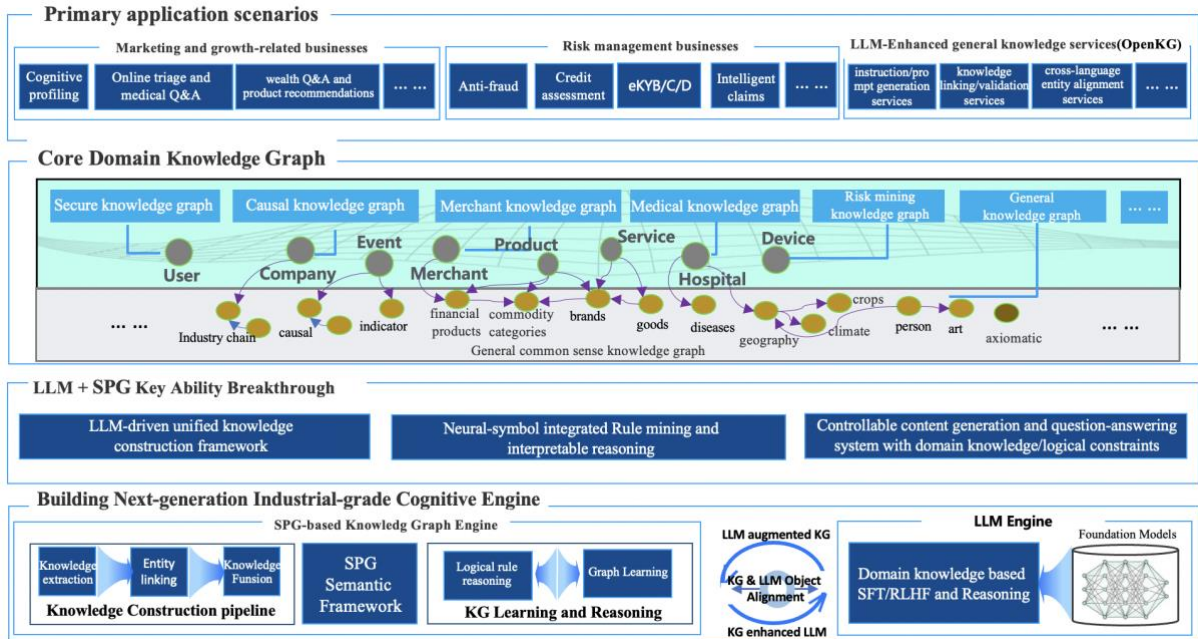 Primary application scenarios
Marketing and growth-related businesses
Cognitive
profiling
Online triage and
medical Q&A
wealth Q&A and
product recommendations
... ...
Risk management businesses
Anti-fraud
Credit
assessment
eKYB/C/D
Intelligent
claims
... ...
LLM-Enhanced general knowledge services(OpenKG)
instruction/pro
mpt generation
services
knowledge
linking/validation
services
cross-language
entity alignment
services
... ...
Core Domain Knowledge Graph
Secure knowledge graph
Causal knowledge graph
Merchant knowledge graph
Medical knowledge graph
Risk mining
knowledge graph
General
knowledge graph
... ...
User
Company
Event
Merchant
Product
Service
Hospital
Device
... ...
Industry chain
causal
indicator
financial
products
commodity
categories
brands
goods
diseases
geography
crops
climate
person
art
axiomatic
... ...
General common sense knowledge graph
LLM + SPG Key Ability Breakthrough
LLM-driven unified knowledge
construction framework
Neural-symbol integrated Rule mining and
interpretable reasoning
Controllable content generation and question-answering
system with domain knowledge/logical constraints
Building Next-generation Industrial-grade Cognitive Engine
SPG-based Knowledg Graph Engine
Knowledge
extraction
Entity
linking
Knowledge
Funsion
Knowledge Construction pipeline
SPG
Semantic
Framework
Logical rule
reasoning
Graph Learning
KG Learning and Reasoning
LLM augmented KG
KG & LLM Object
Alignment
KG enhanced LLM
LLM Engine
Domain knowledge based
SFT/RLHF and Reasoning
Foundation Models